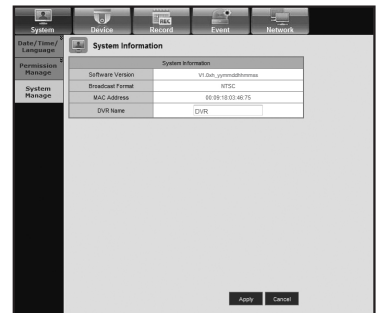 System Device Record Event Network
REC
Date/Time/
Language
Permission
Manage
System
Manage
System Information
System Information
Software Version V1.0xh_yymmddhhmmss
Broadcast Format NTSC
MAC Address 00:09:18:03:46:75
DVR Name DVR
Apply Cancel